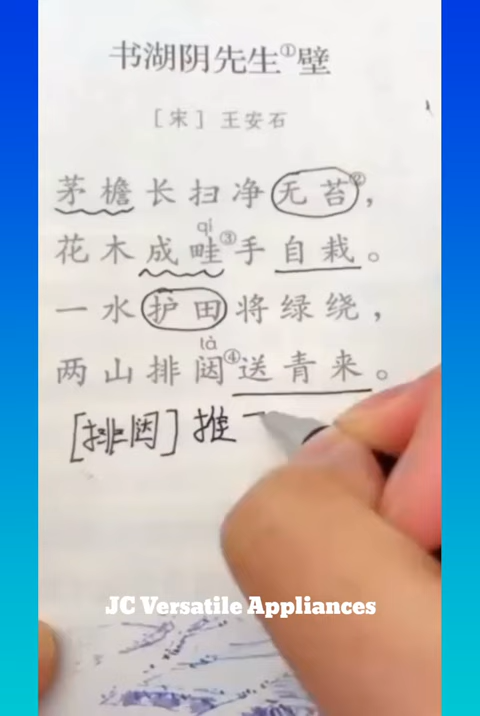 书湖阴先生①壁
[宋] 王安石
茅檐长扫净无苔②，
qí
花木成畦③手自栽。
一水护田将绿绕，
tà
两山排闼④送青来。
[排闼] 推
JC Versatile Appliances